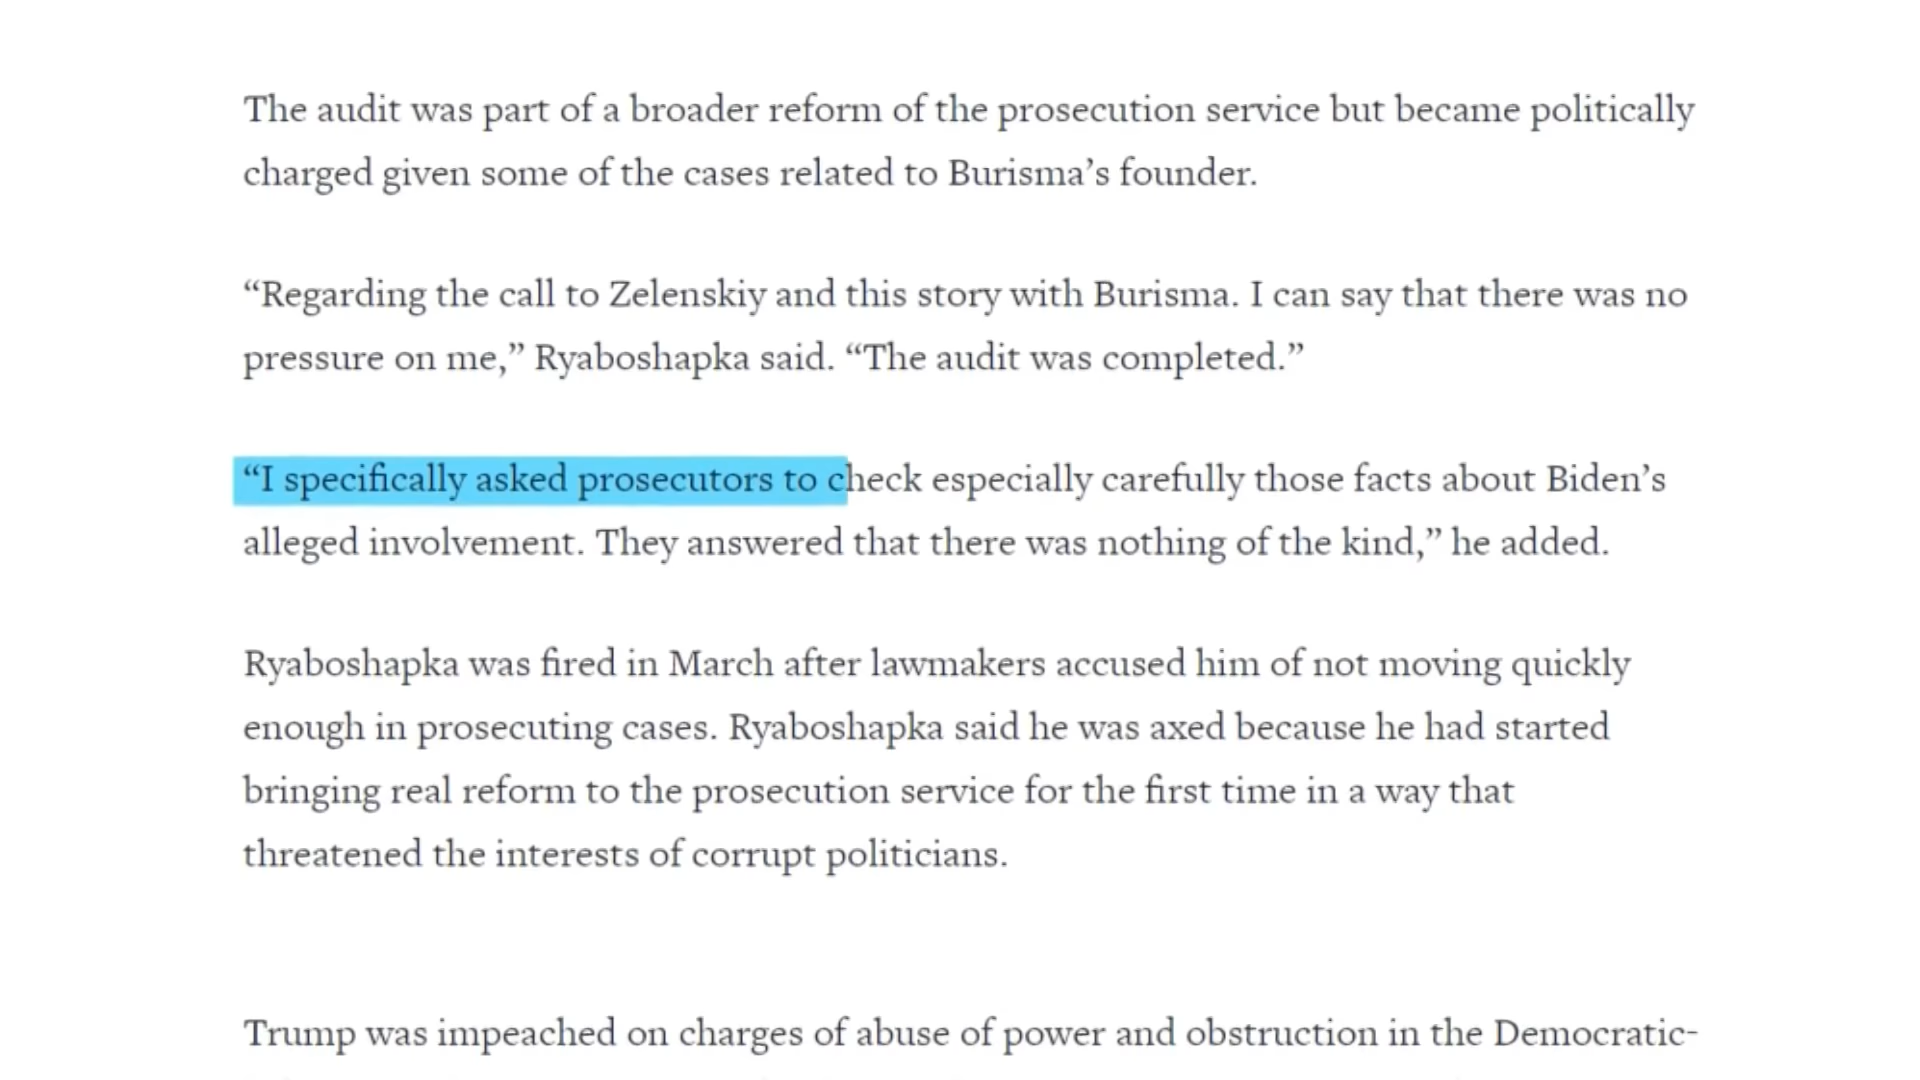 The audit was part of a broader reform of the prosecution service but became politically
charged given some of the cases related to Burisma’s founder.
“Regarding the call to Zelenskiy and this story with Burisma. I can say that there was no
pressure on me,” Ryaboshapka said. “The audit was completed.”
“I specifically asked prosecutors to check especially carefully those facts about Biden’s
alleged involvement. They answered that there was nothing of the kind,” he added.
Ryaboshapka was fired in March after lawmakers accused him of not moving quickly
enough in prosecuting cases. Ryaboshapka said he was axed because he had started
bringing real reform to the prosecution service for the first time in a way that
threatened the interests of corrupt politicians.
Trump was impeached on charges of abuse of power and obstruction in the Democratic-